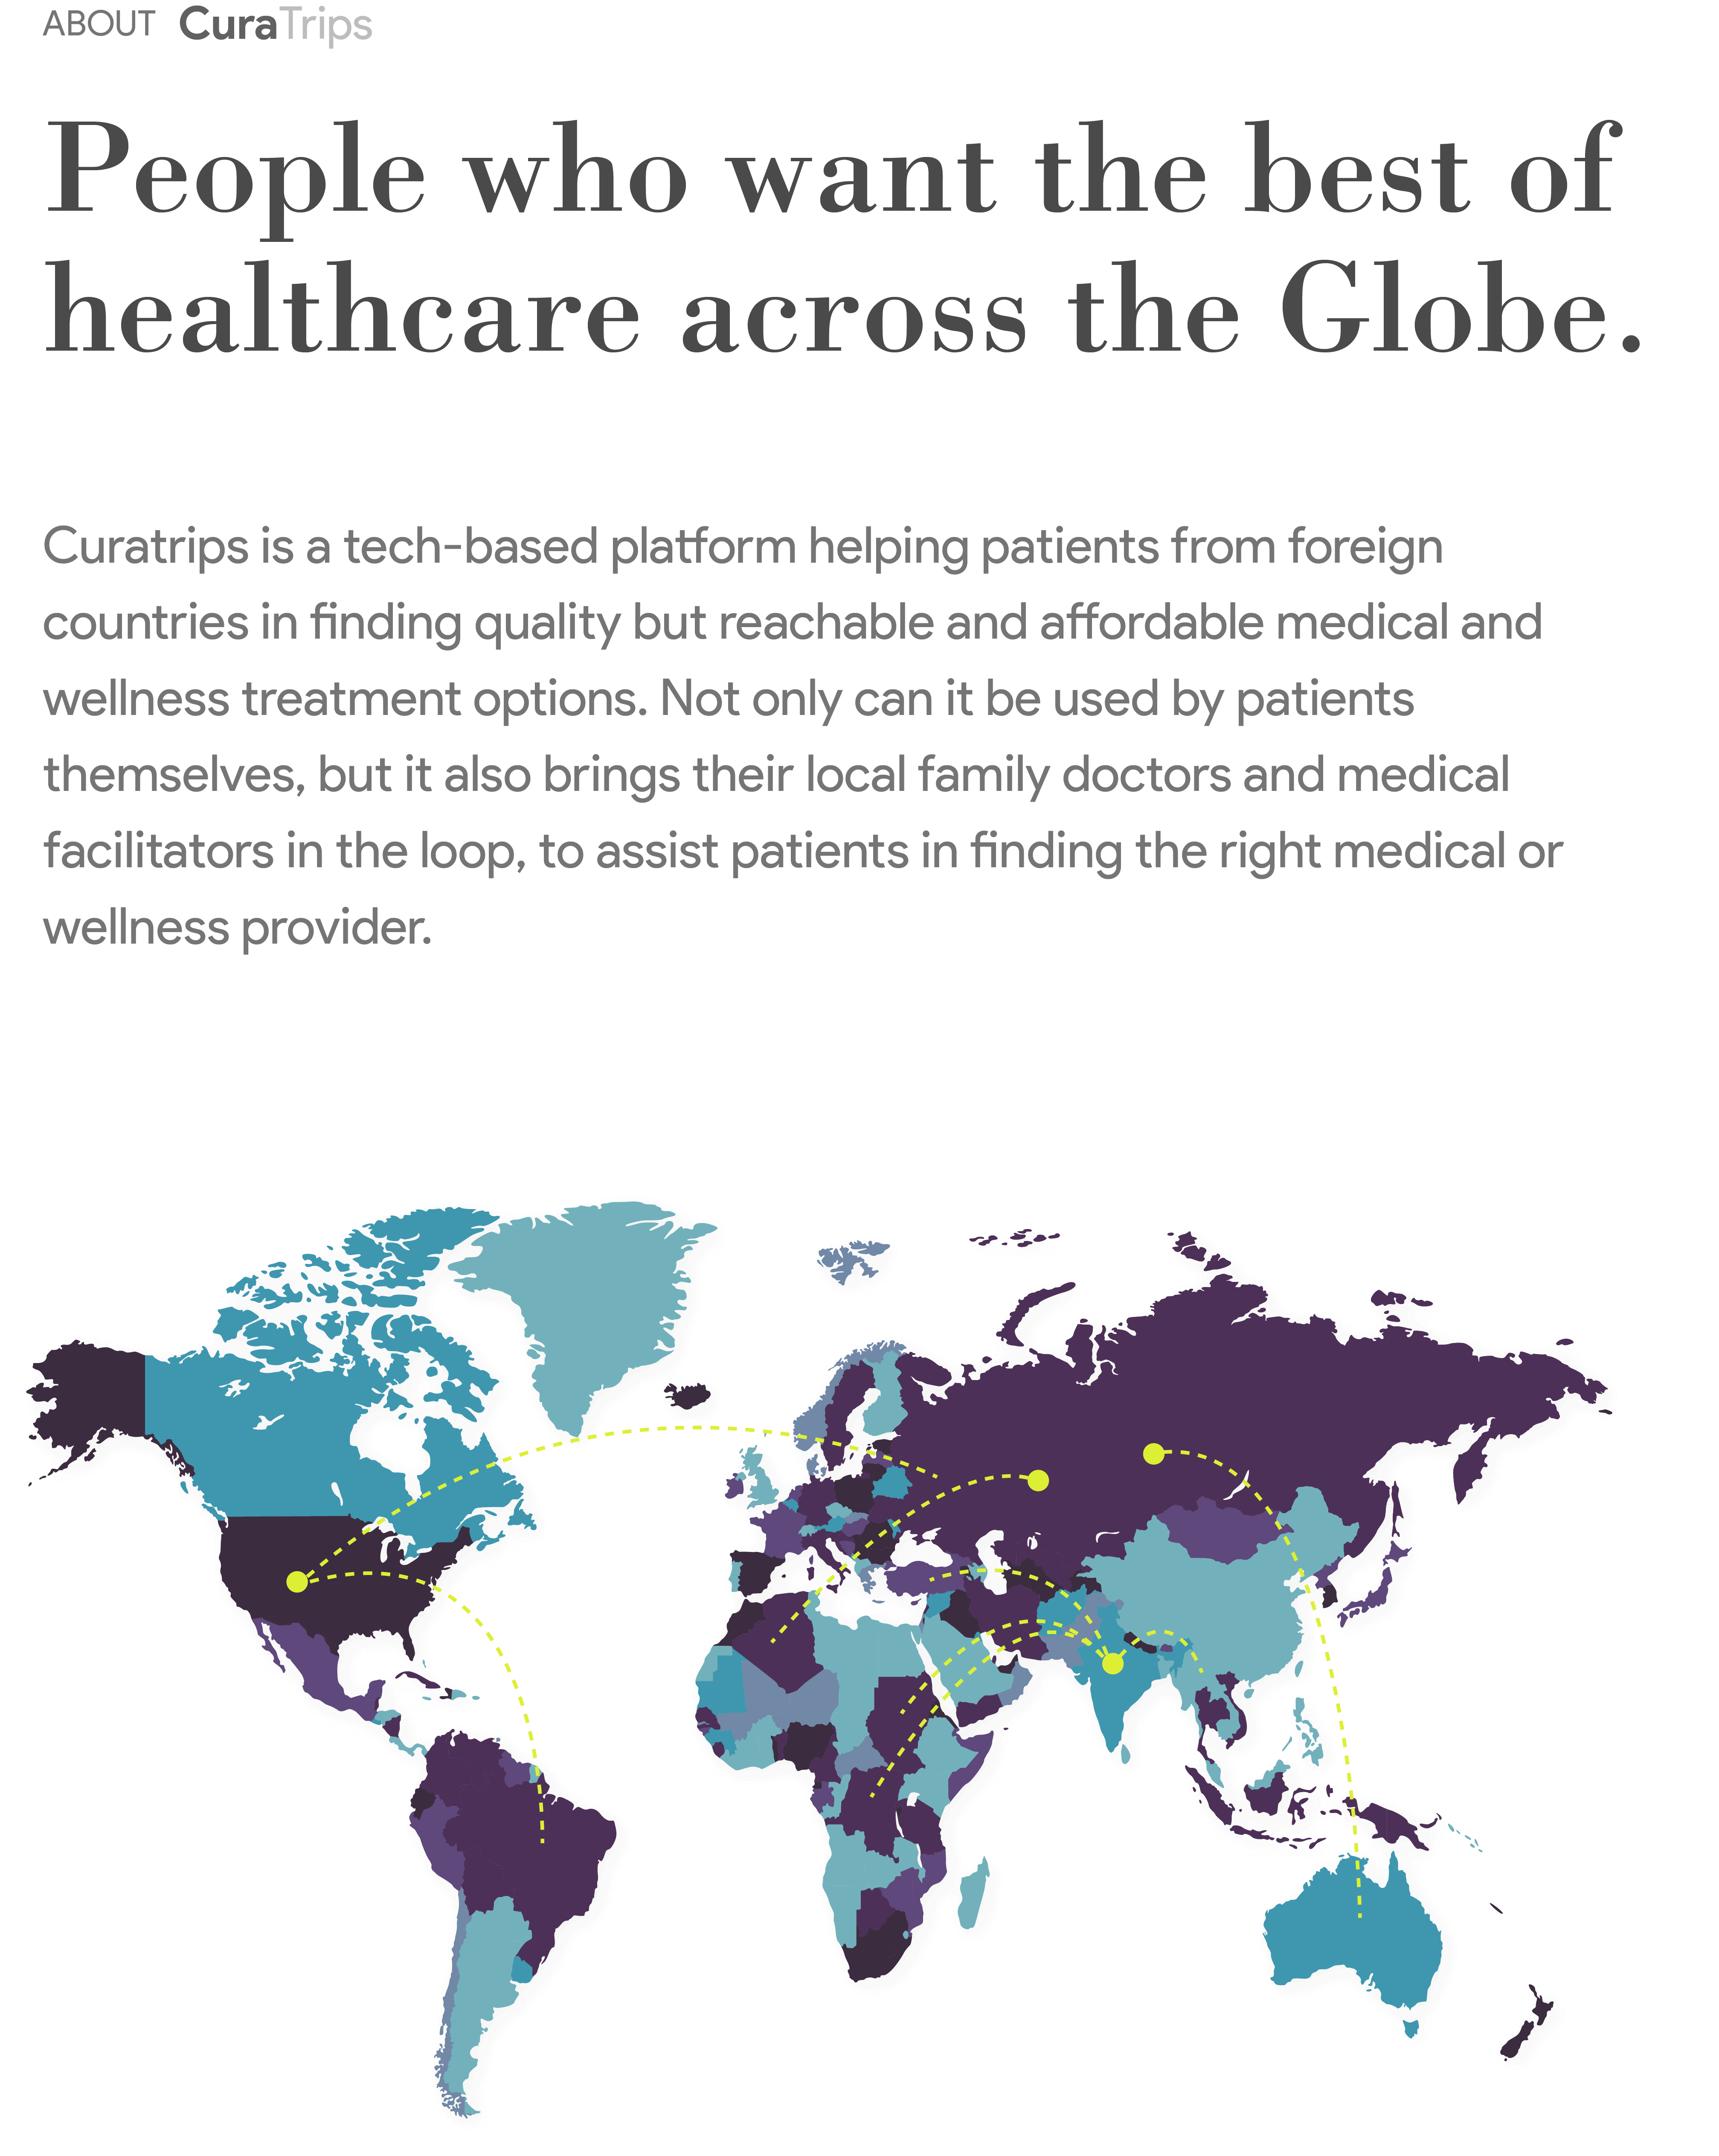 ABOUT CuraTrips
People who want the best of
healthcare across the Globe.
Curatrips is a tech-based platform helping patients from foreign
countries in finding quality but reachable and affordable medical and
wellness treatment options. Not only can it be used by patients
themselves, but it also brings their local family doctors and medical
facilitators in the loop, to assist patients in finding the right medical or
wellness provider.